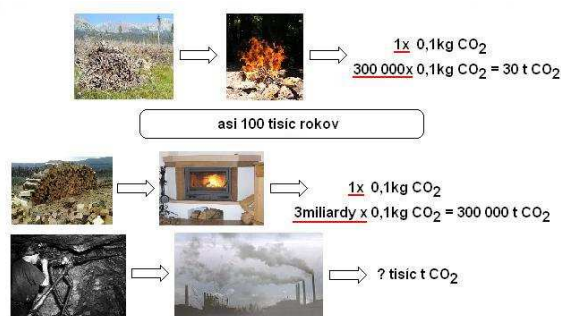 1x 0,1kg CO2
300 000x 0,1kg CO2 = 30 t CO2
asi 100 tisíc rokov
1x 0,1kg CO2
3miliardy x 0,1kg CO2 = 300 000 t CO2
? tisíc t CO2